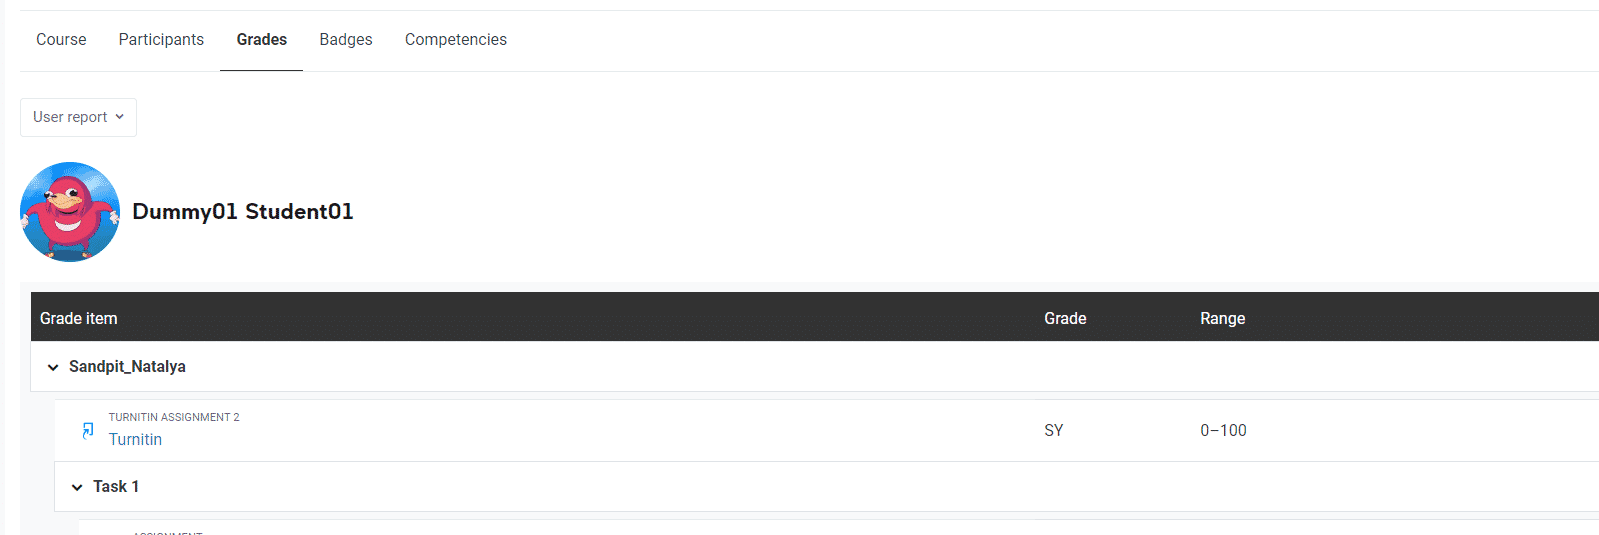 Course Participants Grades Badges Competencies
User report
Dummy01 Student01
Grade item Grade Range
Sandpit_Natalya
TURNITIN ASSIGNMENT 2
Turnitin SY 0–100
Task 1
ASSIGNMENT